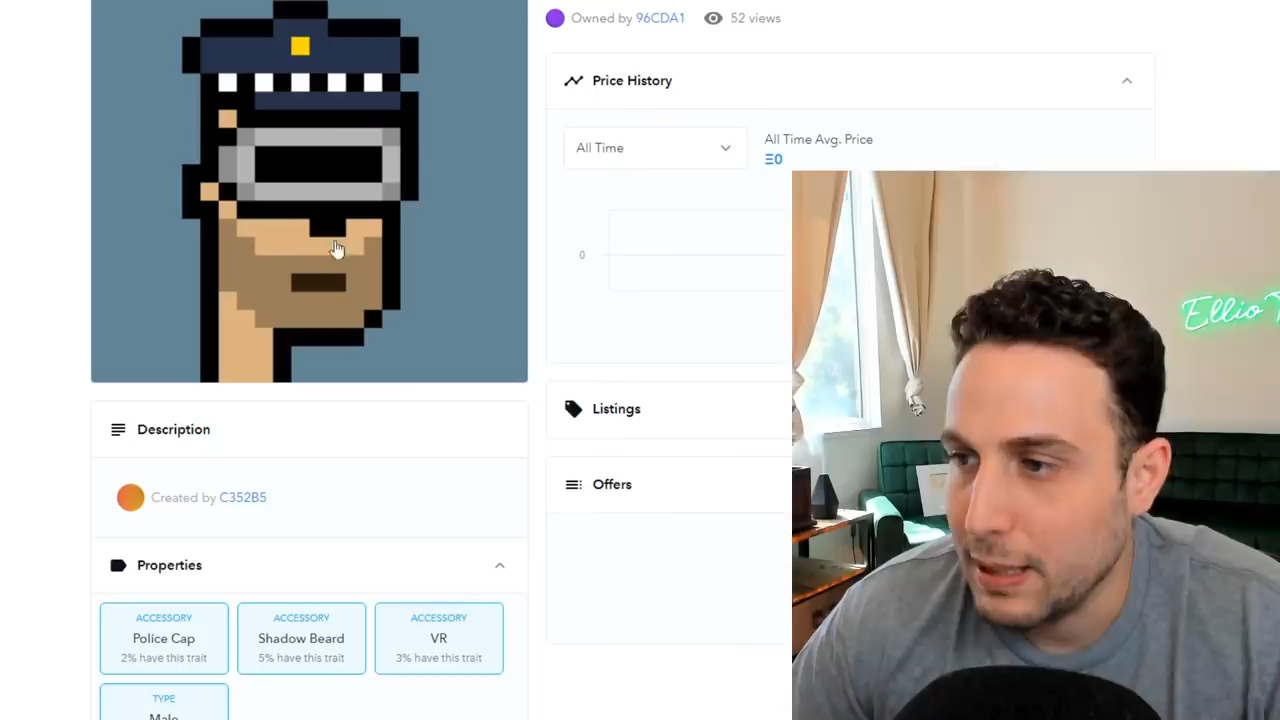 Owned by 96CDA1
52 views
Price History
All Time
All Time Avg. Price
Ξ0
0
Listings
Ellio T
Description
Offers
Created by C352B5
Properties
ACCESSORY
Police Cap
2% have this trait
ACCESSORY
Shadow Beard
5% have this trait
ACCESSORY
VR
3% have this trait
TYPE
Male